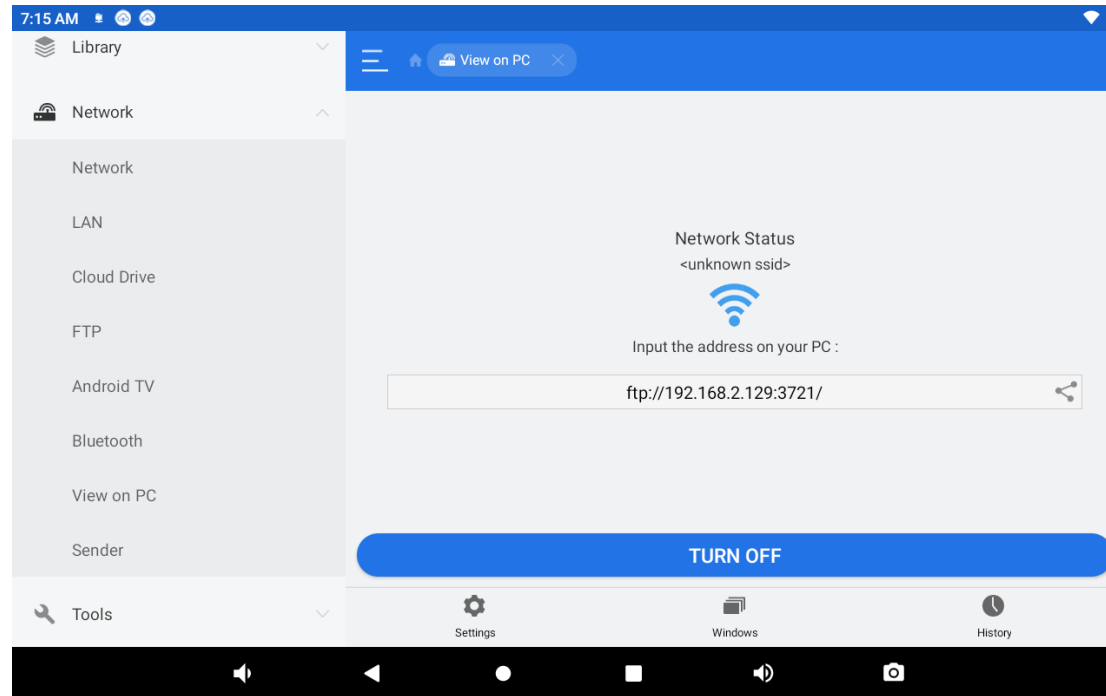 7:15 AM
Library
View on PC
Network
Network
LAN
Cloud Drive
FTP
Android TV
Bluetooth
View on PC
Sender
Tools
Network Status
<unknown ssid>
Input the address on your PC :
ftp://192.168.2.129:3721/
TURN OFF
Settings
Windows
History